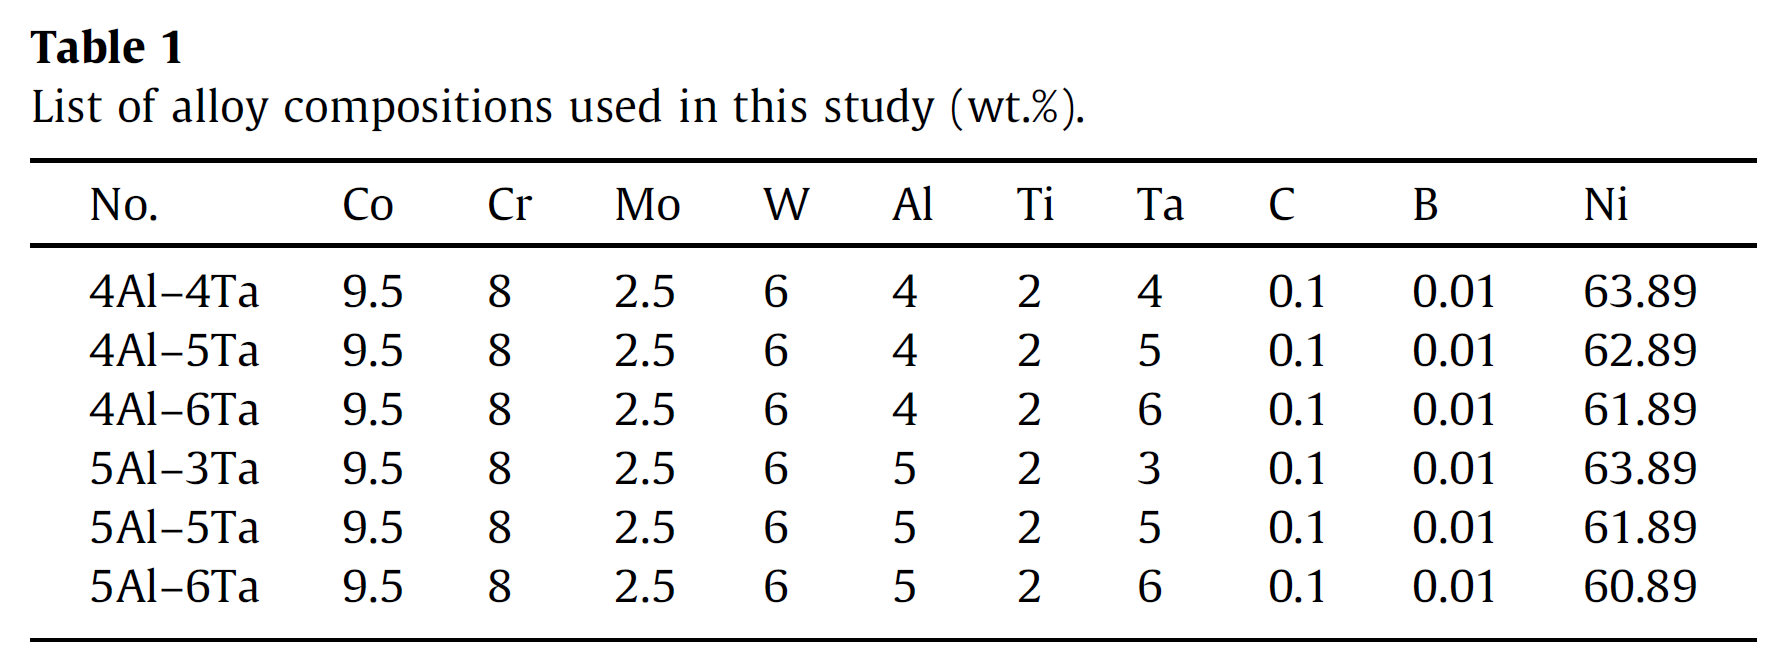 Table 1
List of alloy compositions used in this study (wt.%).
No. Co Cr Mo W Al Ti Ta C B Ni
4Al–4Ta 9.5 8 2.5 6 4 2 4 0.1 0.01 63.89
4Al–5Ta 9.5 8 2.5 6 4 2 5 0.1 0.01 62.89
4Al–6Ta 9.5 8 2.5 6 4 2 6 0.1 0.01 61.89
5Al–3Ta 9.5 8 2.5 6 5 2 3 0.1 0.01 63.89
5Al–5Ta 9.5 8 2.5 6 5 2 5 0.1 0.01 61.89
5Al–6Ta 9.5 8 2.5 6 5 2 6 0.1 0.01 60.89